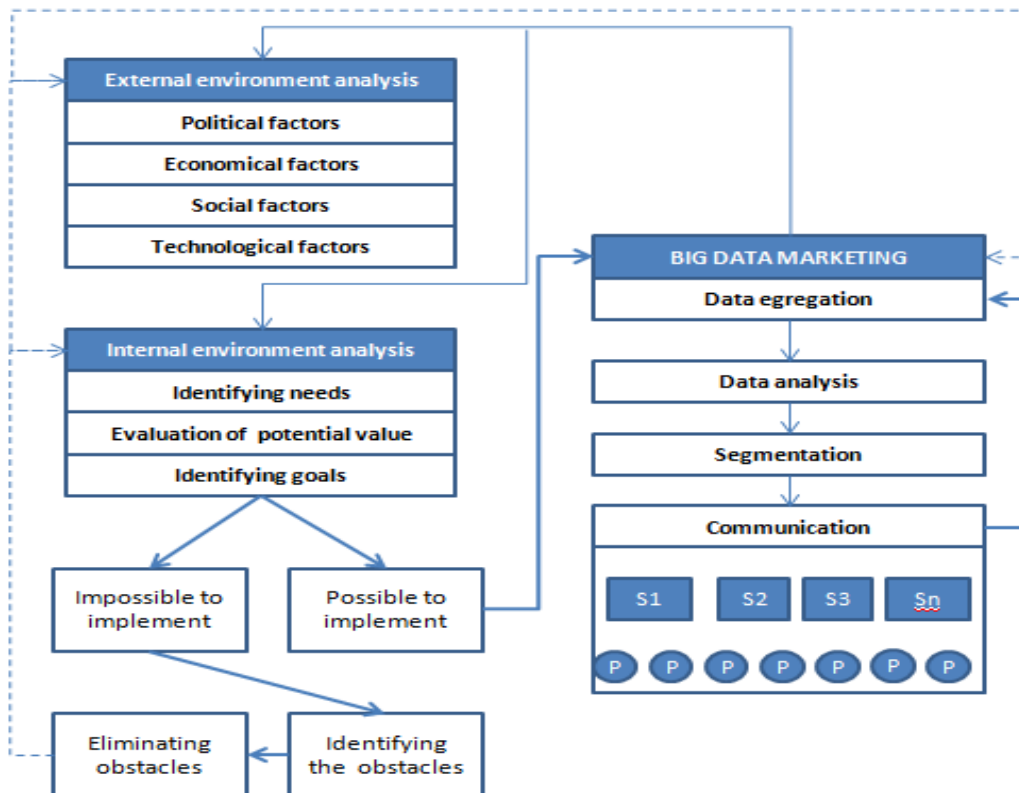 External environment analysis
Political factors
Economical factors
Social factors
Technological factors
Internal environment analysis
Identifying needs
Evaluation of potential value
Identifying goals
Impossible to
implement
Possible to
implement
Eliminating
obstacles
Identifying
the obstacles
BIG DATA MARKETING
Data egregation
Data analysis
Segmentation
Communication
S1 S2 S3 Sn
P P P P P P P